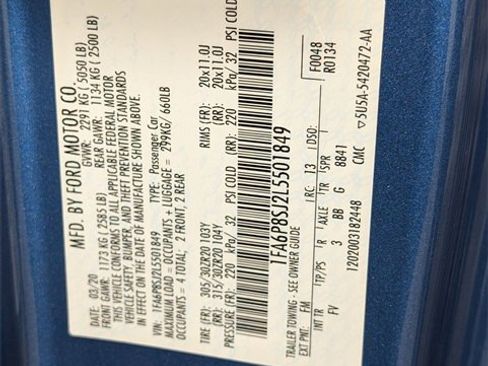 MFD. BY FORD MOTOR CO.
DATE: 03/20 GVWR: 2291 KG ( 5050 LB)
FRONT GAWR: 1173 KG (2585 LB) REAR GAWR: 1134 KG ( 2500 LB)
THIS VEHICLE CONFORMS TO ALL APPLICABLE FEDERAL MOTOR
VEHICLE SAFETY, BUMPER, AND THEFT PREVENTION STANDARDS
IN EFFECT ON THE DATE OF MANUFACTURE SHOWN ABOVE.
VIN: 1FA6P8SJ2L5501849 TYPE: Passenger Car
MAXIMUM LOAD = OCCUPANTS + LUGGAGE = 299KG/ 660LB
OCCUPANTS = 4 TOTAL; 2 FRONT, 2 REAR
TIRE (FR): 305/30ZR20 103Y RIMS (FR): 20x11.0J
(RR): 315/30ZR20 104Y (RR): 20x11.0J
PRESSURE (FR): 220 kPa/ 32 PSI COLD (RR): 220 kPa/ 32 PSI COLD
1FA6P8SJ2L5501849
TRAILER TOWING - SEE OWNER GUIDE F0048
EXT PNT: FM RC: 13 DSO: R0134
INT TR TP/PS R AXLE TR SPR
FV 3 BB G 8841
1202003182448 CMC 5U5A-5420472-AA